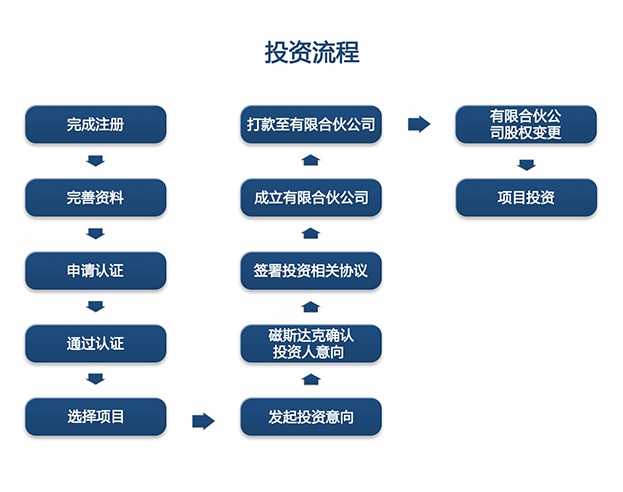 投资流程
完成注册
完善资料
申请认证
通过认证
选择项目
发起投资意向
磁斯达克确认
投资人意向
签署投资相关协议
成立有限合伙公司
打款至有限合伙公司
有限合伙公
司股权变更
项目投资